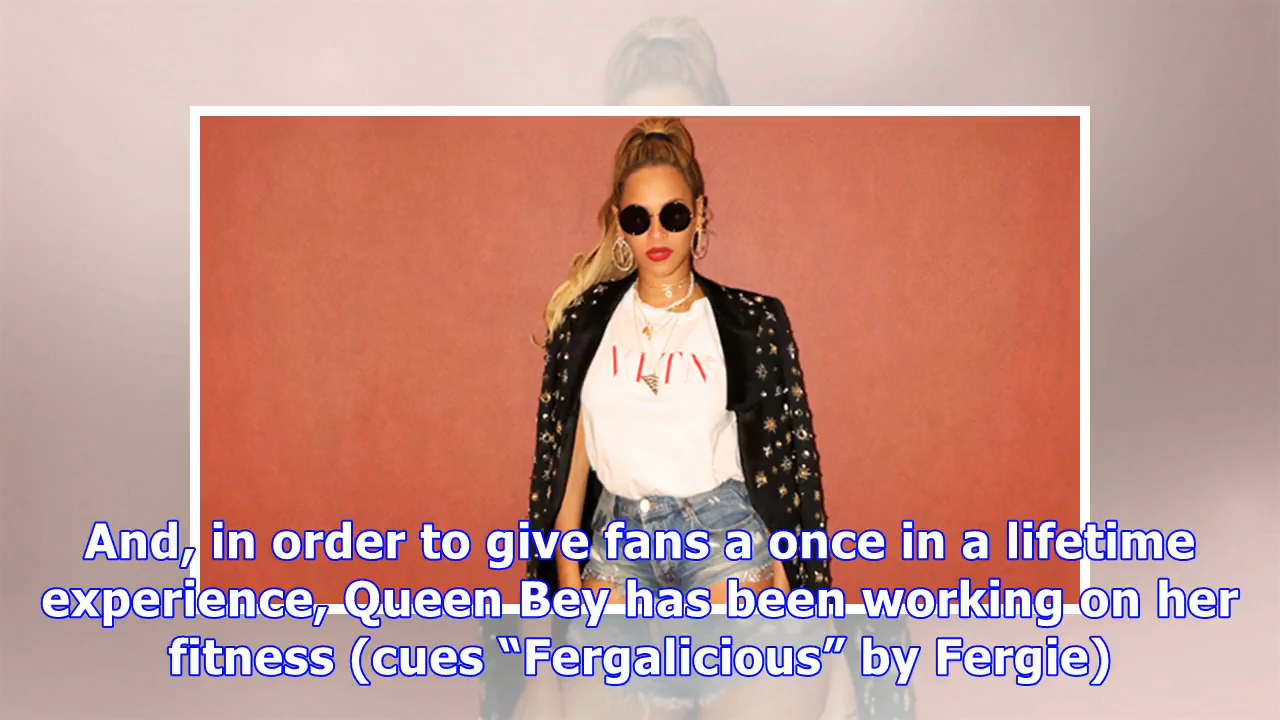 VLTN
And, in order to give fans a once in a lifetime
experience, Queen Bey has been working on her
fitness (cues “Fergalicious” by Fergie)